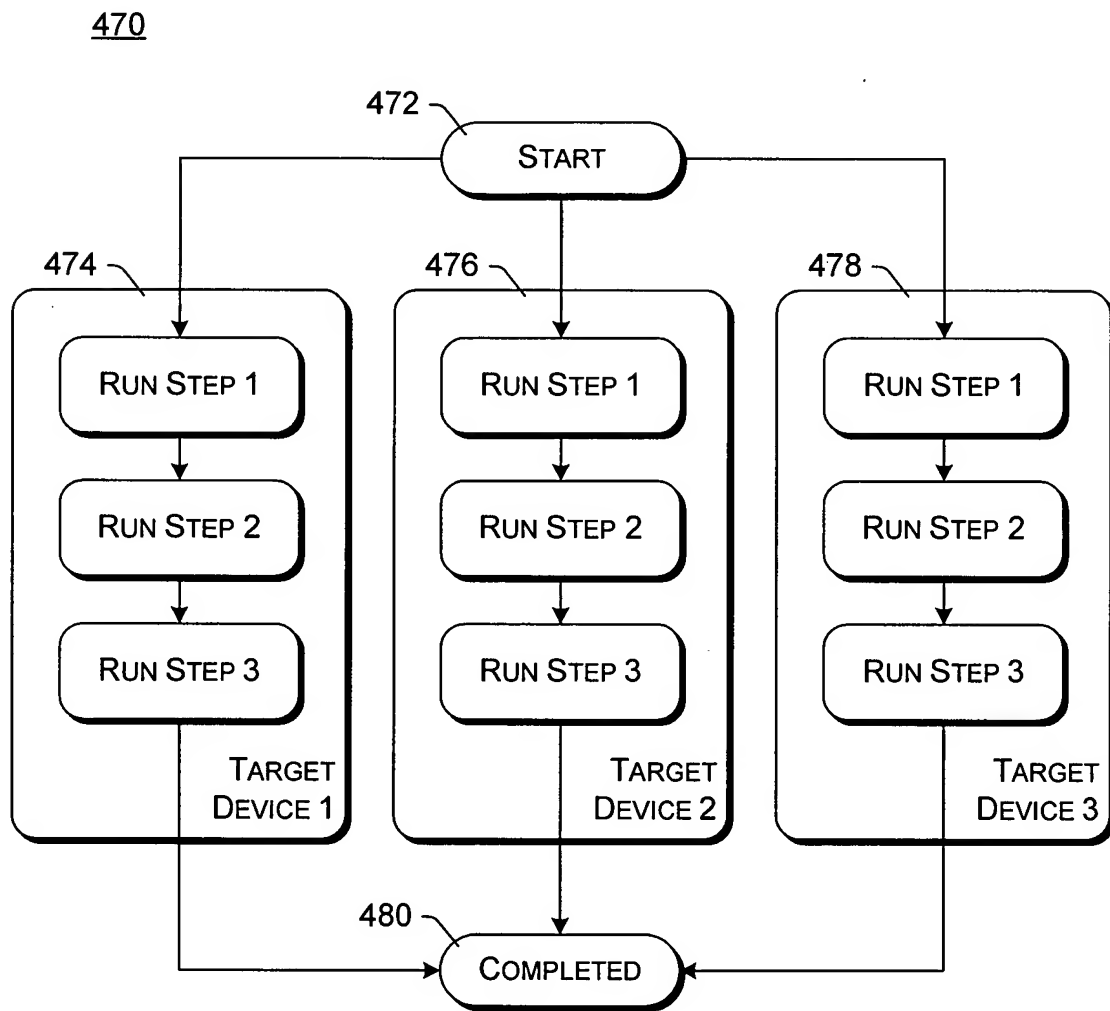 470
472
START
474
476
478
RUN STEP 1
RUN STEP 1
RUN STEP 1
RUN STEP 2
RUN STEP 2
RUN STEP 2
RUN STEP 3
RUN STEP 3
RUN STEP 3
TARGET
DEVICE 1
TARGET
DEVICE 2
TARGET
DEVICE 3
480
COMPLETED